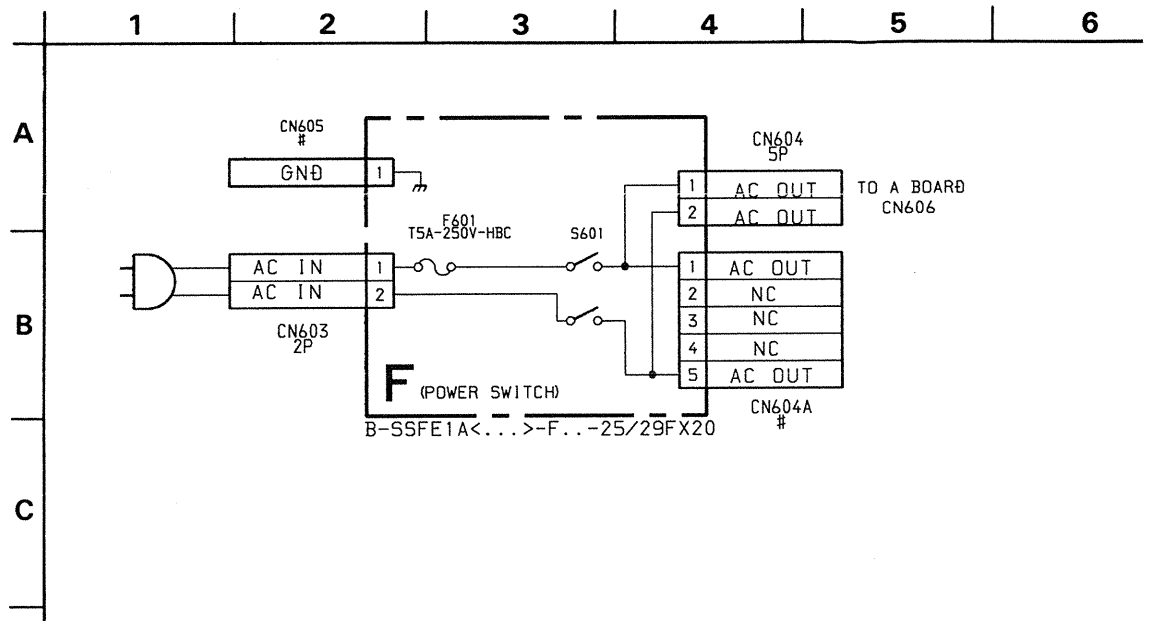 1 2 3 4 5 6
A
CN605
#
GND 1
CN604
5P
1 AC OUT
2 AC OUT
TO A BOARD
CN606
F601
T5A-250V-HBC
S601
B
AC IN 1
AC IN 2
CN603
2P
1 AC OUT
2 NC
3 NC
4 NC
5 AC OUT
CN604A
#
F (POWER SWITCH)
B-SSFE1A<...>-F..-25/29FX20
C